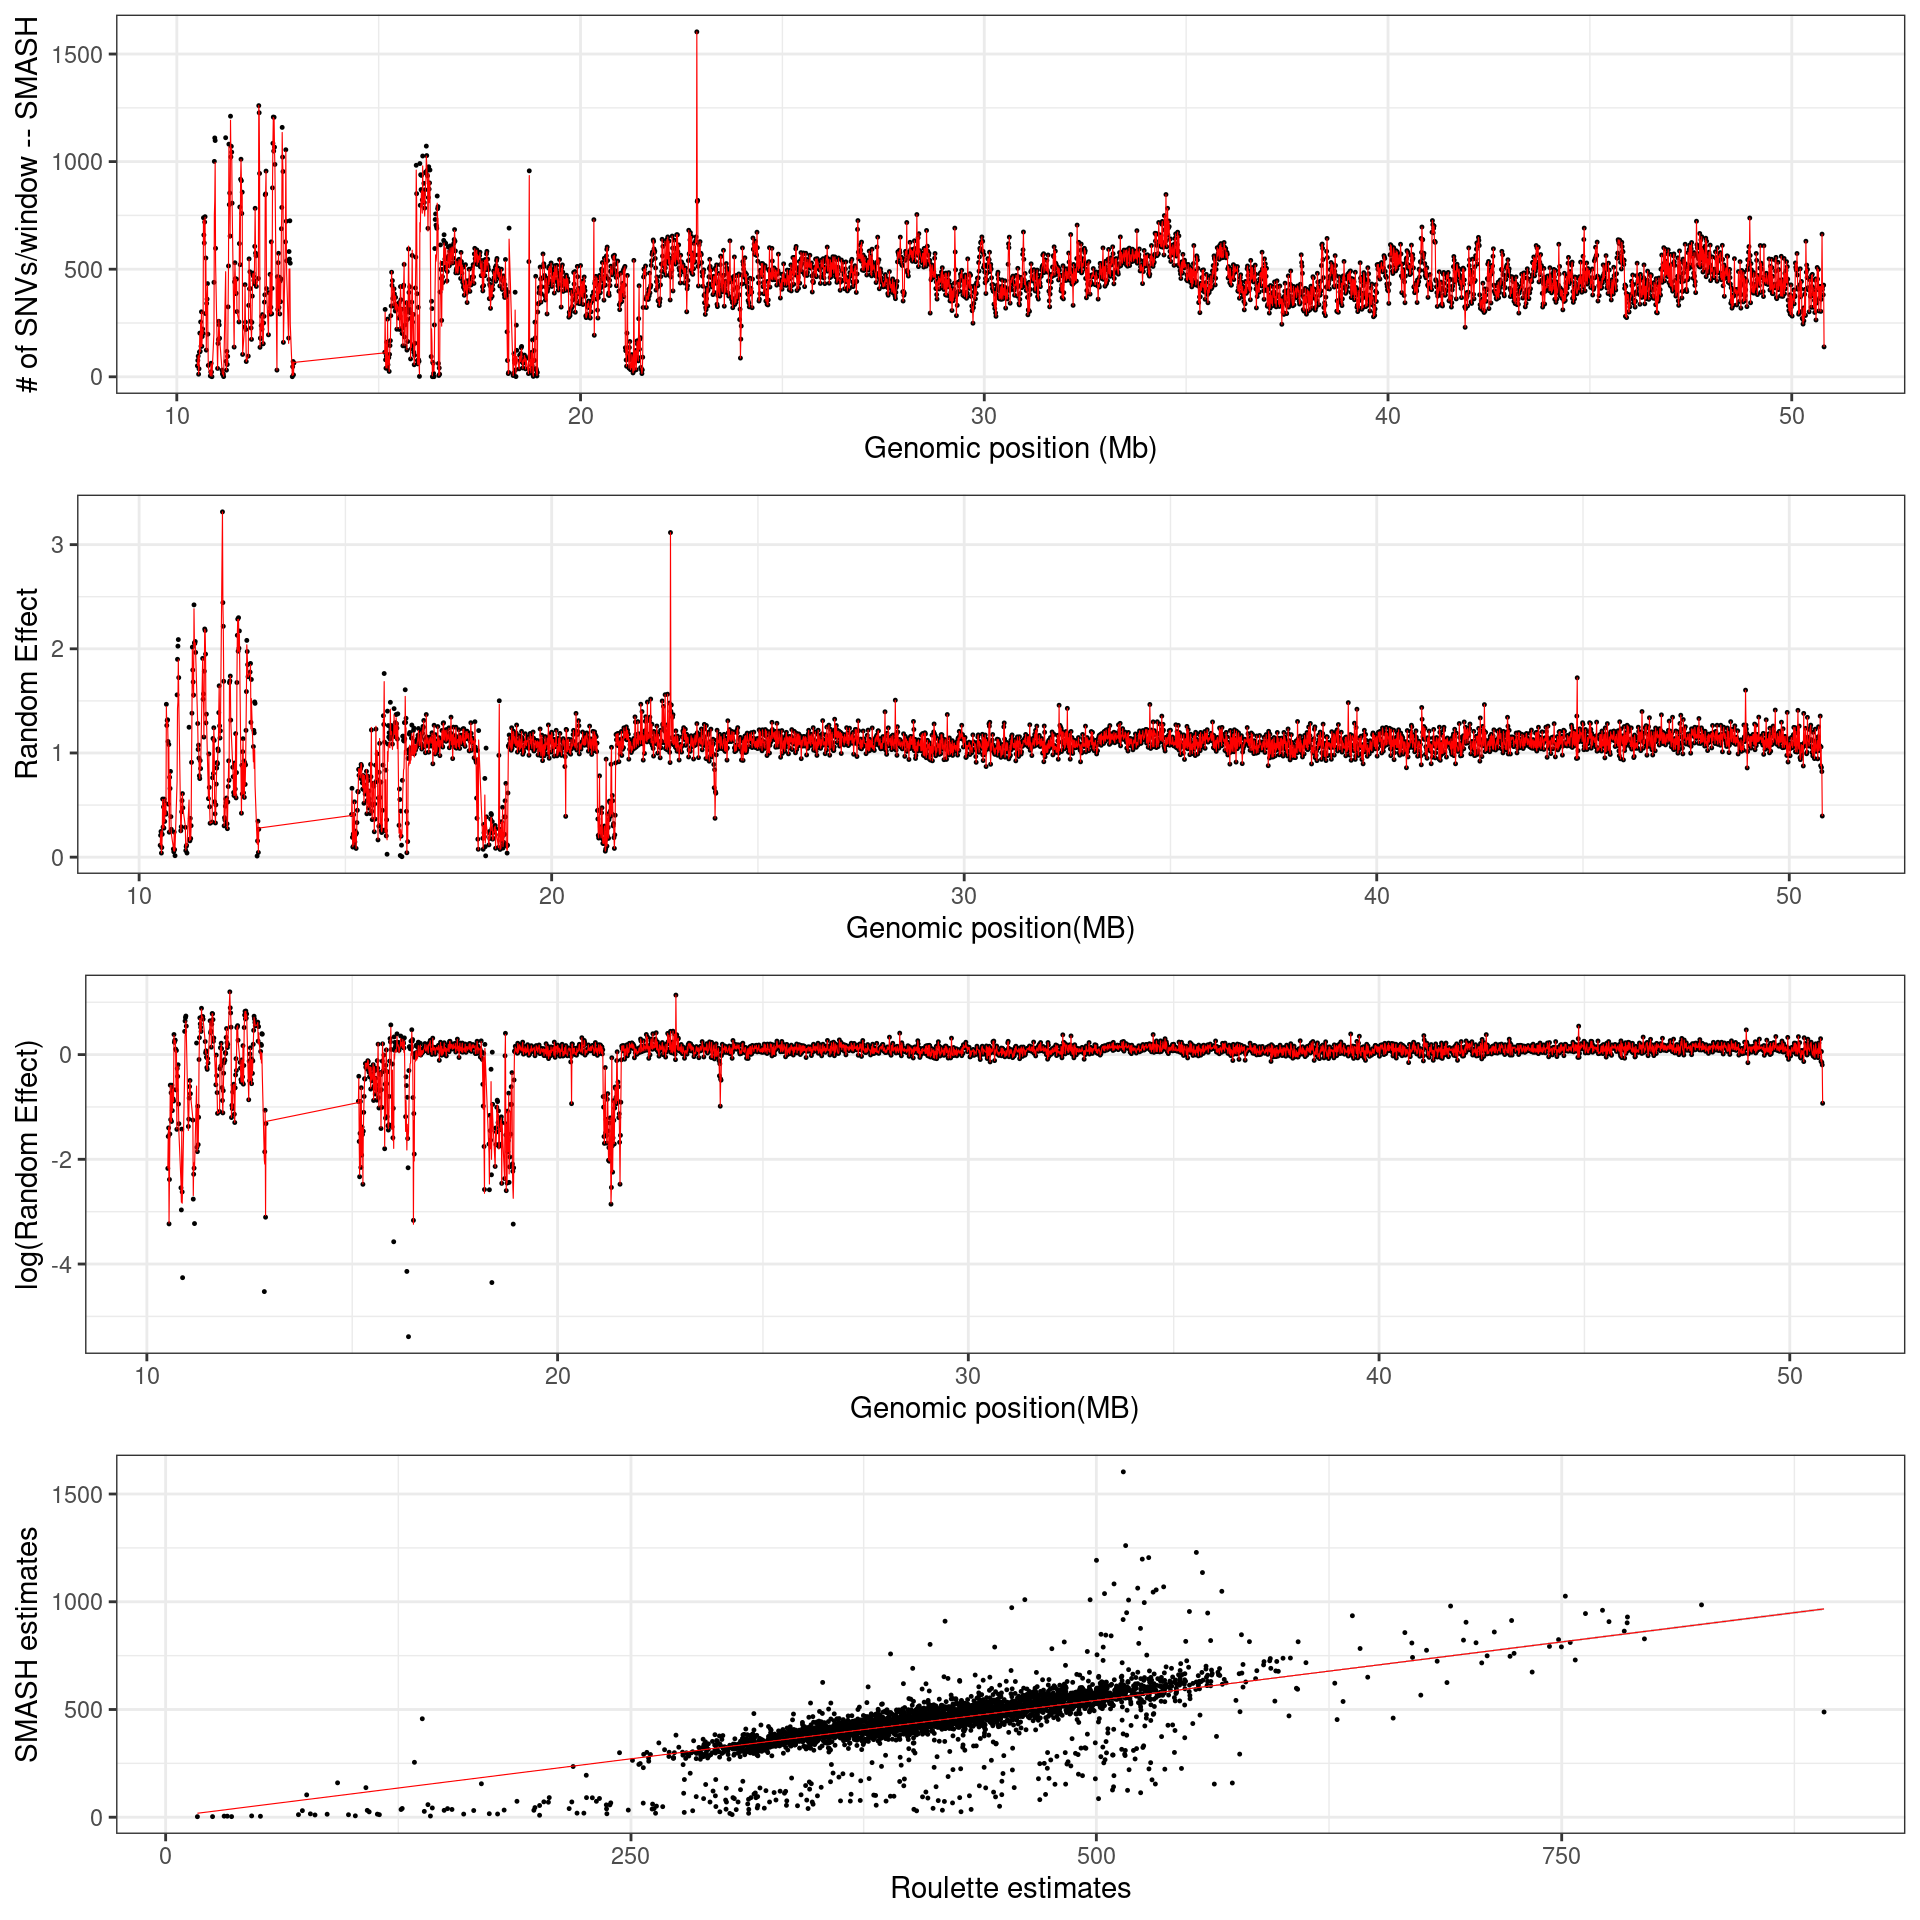 # of SNVs/window -- SMASH
1500
1000
500
0
10 20 30 40 50
Genomic position (Mb)
Random Effect
3
2
1
0
10 20 30 40 50
Genomic position(MB)
log(Random Effect)
0
-2
-4
10 20 30 40 50
Genomic position(MB)
SMASH estimates
1500
1000
500
0
0 250 500 750
Roulette estimates